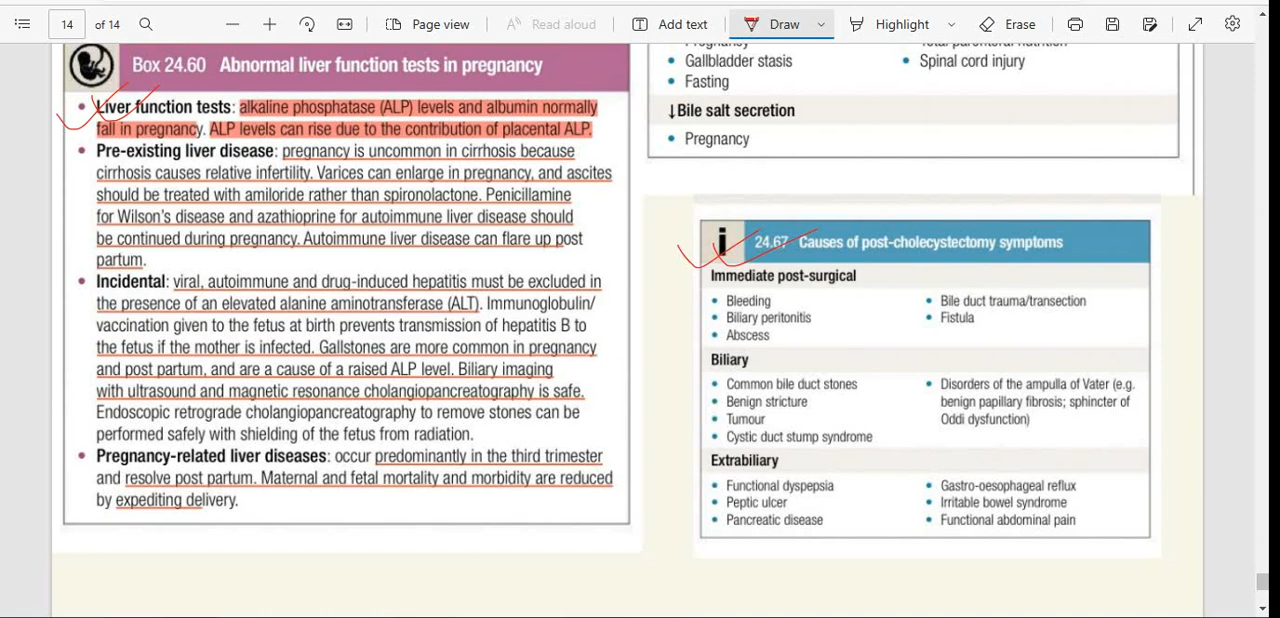 14 of 14 Page view Read aloud Add text Draw Highlight Erase
Box 24.60 Abnormal liver function tests in pregnancy
• Liver function tests: alkaline phosphatase (ALP) levels and albumin normally
fall in pregnancy. ALP levels can rise due to the contribution of placental ALP.
• Pre-existing liver disease: pregnancy is uncommon in cirrhosis because
cirrhosis causes relative infertility. Varices can enlarge in pregnancy, and ascites
should be treated with amiloride rather than spironolactone. Penicillamine
for Wilson's disease and azathioprine for autoimmune liver disease should
be continued during pregnancy. Autoimmune liver disease can flare up post
partum.
• Incidental: viral, autoimmune and drug-induced hepatitis must be excluded in
the presence of an elevated alanine aminotransferase (ALT). Immunoglobulin/
vaccination given to the fetus at birth prevents transmission of hepatitis B to
the fetus if the mother is infected. Gallstones are more common in pregnancy
and post partum, and are a cause of a raised ALP level. Biliary imaging
with ultrasound and magnetic resonance cholangiopancreatography is safe.
Endoscopic retrograde cholangiopancreatography to remove stones can be
performed safely with shielding of the fetus from radiation.
• Pregnancy-related liver diseases: occur predominantly in the third trimester
and resolve post partum. Maternal and fetal mortality and morbidity are reduced
by expediting delivery.
Pregnancy
• Gallbladder stasis
• Fasting
Total parenteral nutrition
• Spinal cord injury
↓Bile salt secretion
• Pregnancy
i 24.67 Causes of post-cholecystectomy symptoms
Immediate post-surgical
• Bleeding
• Biliary peritonitis
• Abscess
• Bile duct trauma/transection
• Fistula
Biliary
• Common bile duct stones
• Benign stricture
• Tumour
• Cystic duct stump syndrome
• Disorders of the ampulla of Vater (e.g.
benign papillary fibrosis; sphincter of
Oddi dysfunction)
Extrabiliary
• Functional dyspepsia
• Peptic ulcer
• Pancreatic disease
• Gastro-oesophageal reflux
• Irritable bowel syndrome
• Functional abdominal pain